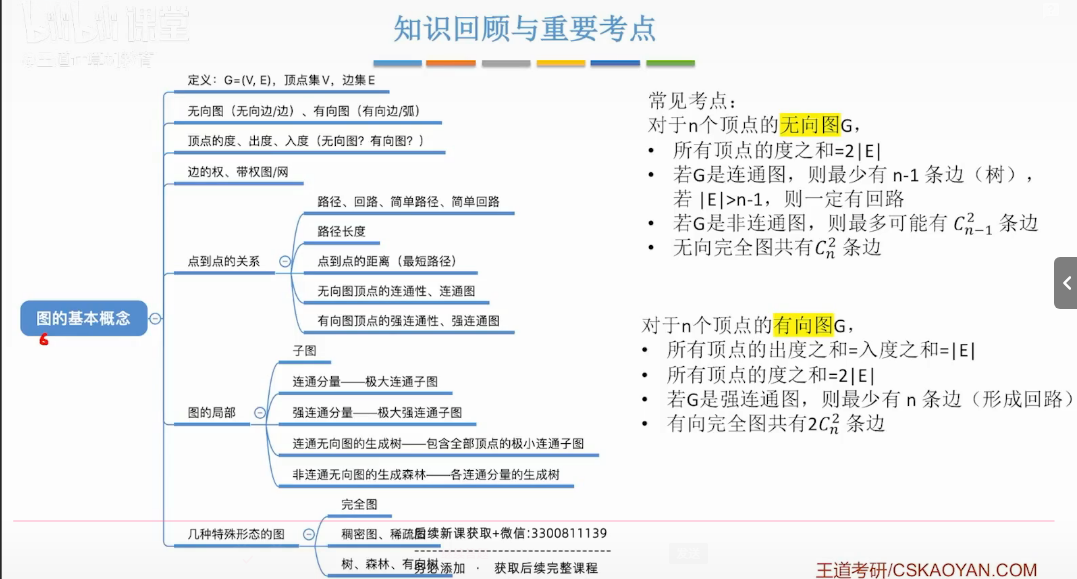 bilibili课堂
知识回顾与重要考点
定义：G=(V, E)，顶点集V，边集E
无向图（无向边/边）、有向图（有向边/弧）
顶点的度、出度、入度（无向图？有向图？）
边的权、带权图/网
点到点的关系
路径、回路、简单路径、简单回路
路径长度
点到点的距离（最短路径）
无向图顶点的连通性、连通图
有向图顶点的强连通性、强连通图
图的基本概念
图的局部
子图
连通分量——极大连通子图
强连通分量——极大强连通子图
连通无向图的生成树——包含全部顶点的极小连通子图
非连通无向图的生成森林——各连通分量的生成树
几种特殊形态的图
完全图
稠密图、稀疏图
树、森林、有向树
常见考点：
对于n个顶点的无向图G，
• 所有顶点的度之和=2|E|
• 若G是连通图，则最少有 n-1 条边（树），
若 |E|>n-1，则一定有回路
• 若G是非连通图，则最多可能有 $C_{n-1}^2$ 条边
• 无向完全图共有$C_n^2$ 条边
对于n个顶点的有向图G，
• 所有顶点的出度之和=入度之和=|E|
• 所有顶点的度之和=2|E|
• 若G是强连通图，则最少有 n 条边（形成回路）
• 有向完全图共有2$C_n^2$ 条边
后续新课获取+微信:3300811139
务必添加 · 获取后续完整课程
王道考研/CSKAOYAN.COM